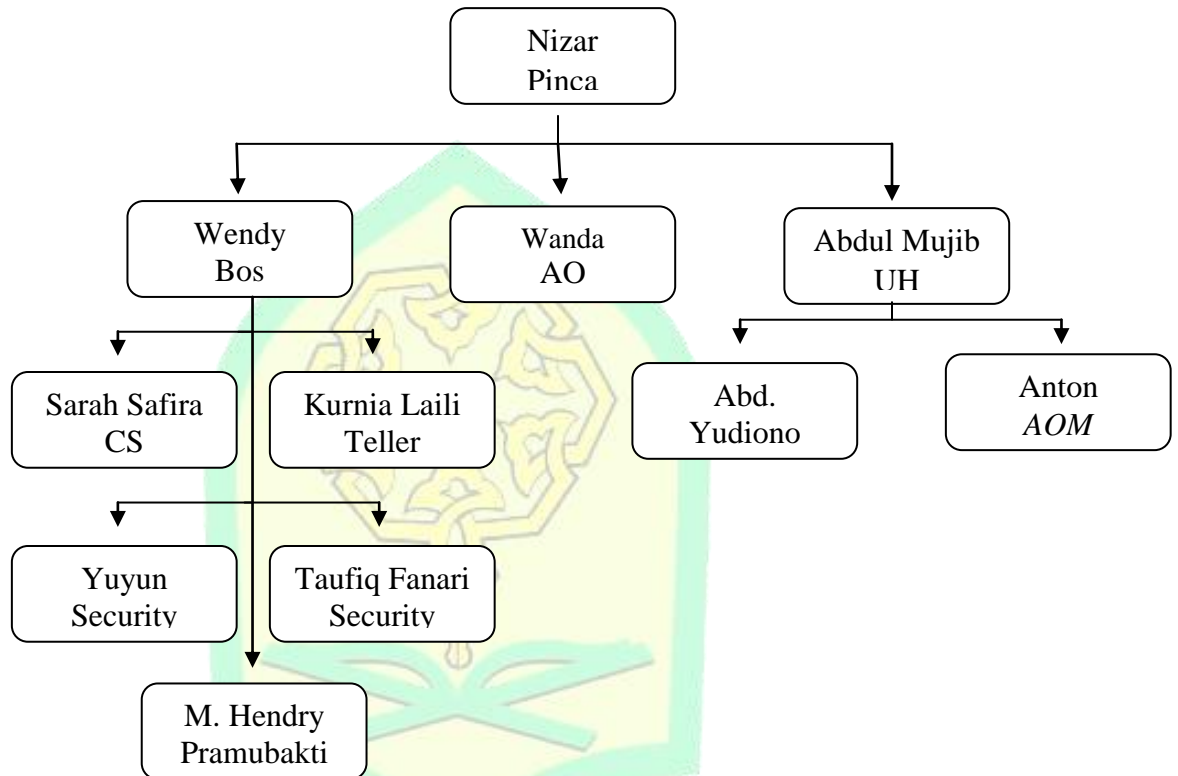 Nizar
Pinca
Wendy
Bos
Wanda
AO
Abdul Mujib
UH
Sarah Safira
CS
Kurnia Laili
Teller
Abd.
Yudiono
Anton
AOM
Yuyun
Security
Taufiq Fanari
Security
M. Hendry
Pramubakti